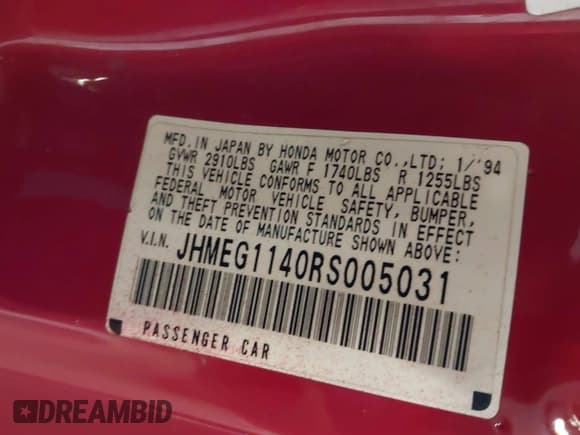 MFD. IN JAPAN BY HONDA MOTOR CO.,LTD; 1/'94
GVWR 2910LBS GAWR F 1740LBS R 1255LBS
THIS VEHICLE CONFORMS TO ALL APPLICABLE
FEDERAL MOTOR VEHICLE SAFETY, BUMPER,
AND THEFT PREVENTION STANDARDS IN EFFECT
ON THE DATE OF MANUFACTURE SHOWN ABOVE:
V.I.N. JHMEG1140RS005031
PASSENGER CAR
DREAMBID